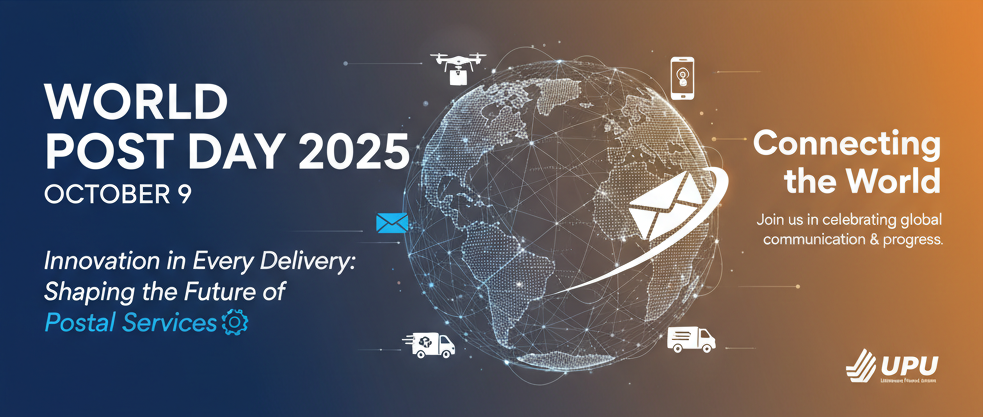 WORLD
POST DAY 2025
OCTOBER 9
Innovation in Every Delivery:
Shaping the Future of
Postal Services
Connecting
the World
Join us in celebrating global
communication & progress.
UPU